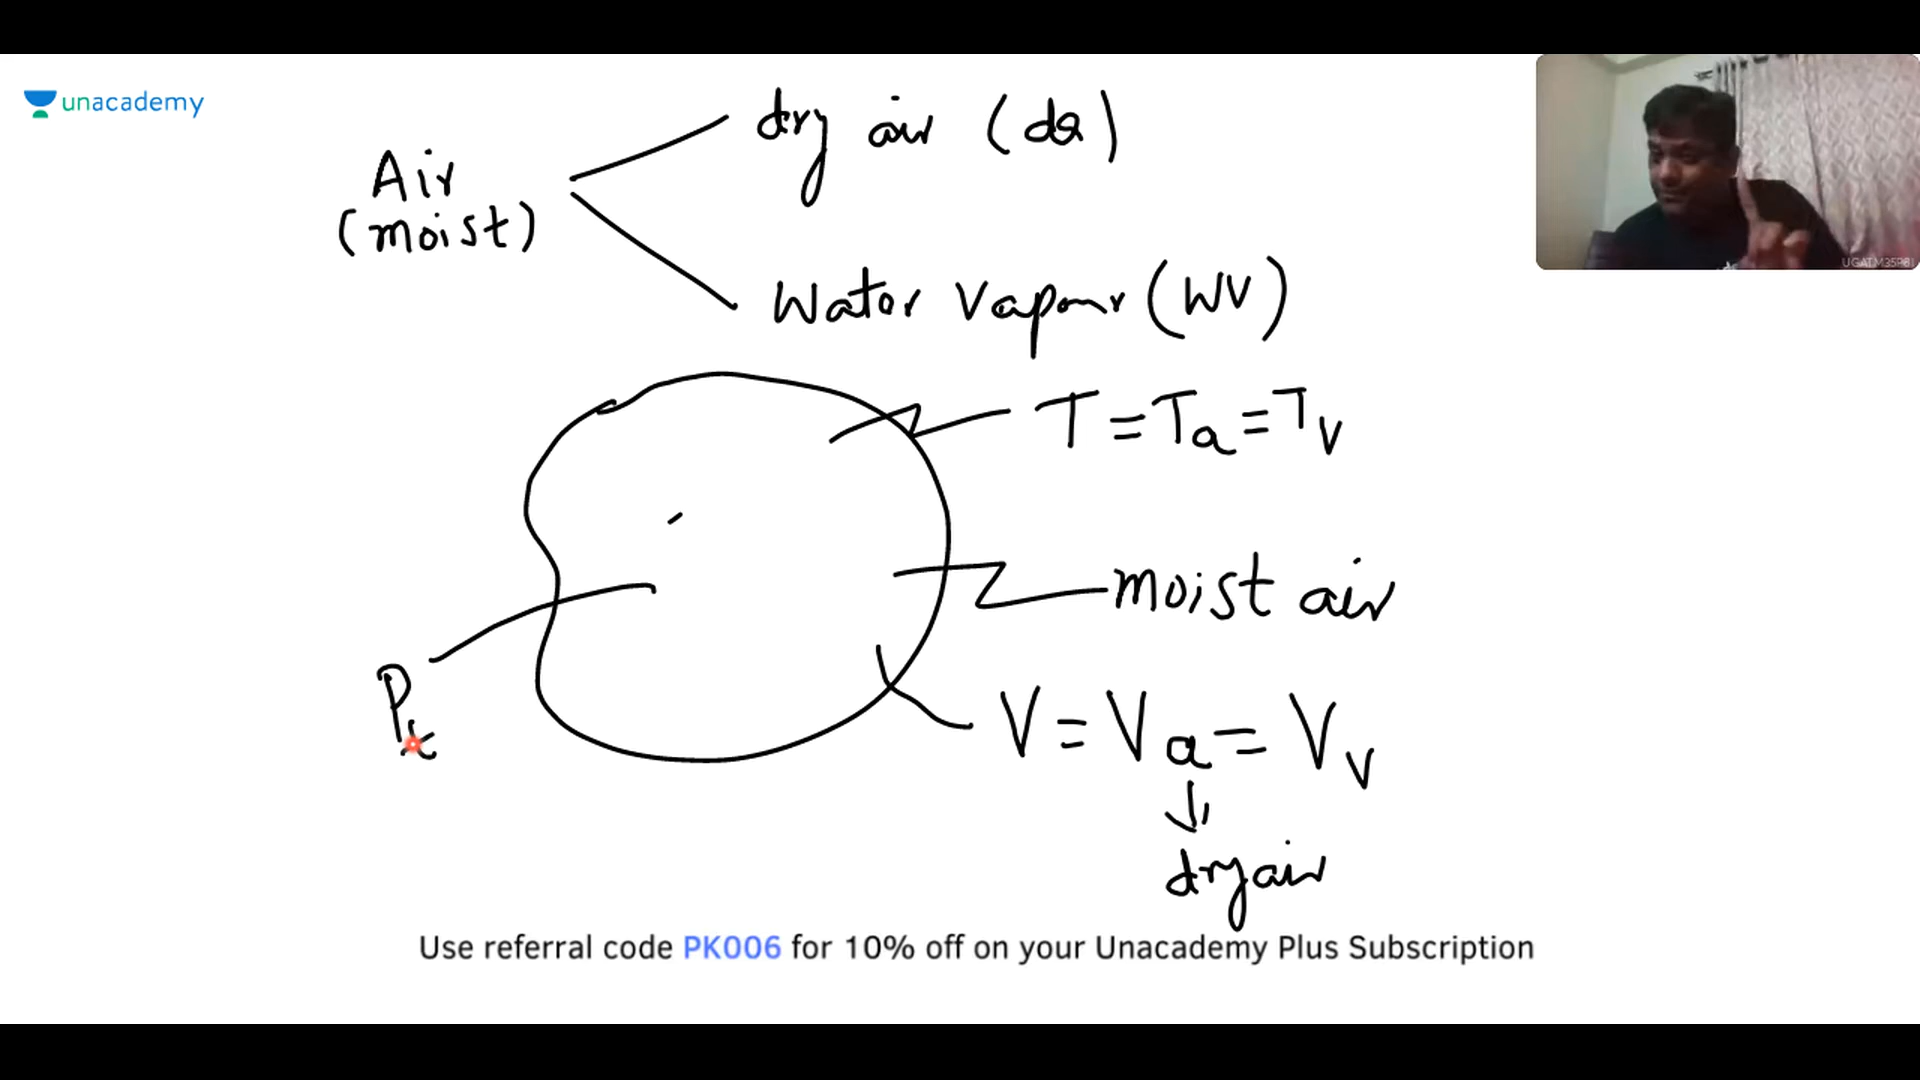 unacademy
Air
(moist)
dry air (da)
Water Vapour (WV)
T = Ta = Tv
moist air
Pt
V = Va = Vv
↓
dry air
Use referral code PK006 for 10% off on your Unacademy Plus Subscription